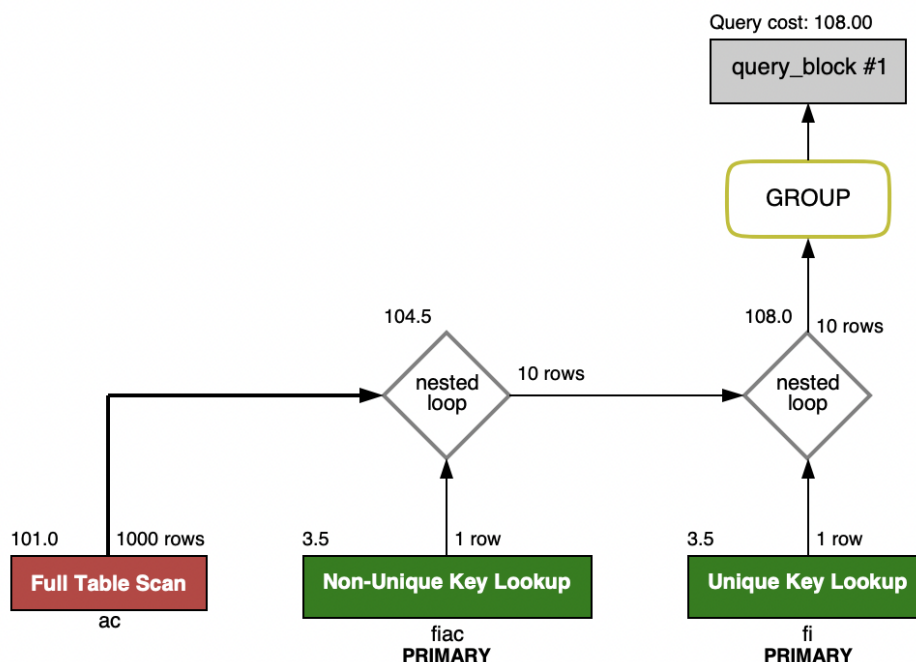 Query cost: 108.00
query_block #1
GROUP
104.5
108.0
10 rows
nested
loop
10 rows
nested
loop
101.0
1000 rows
3.5
1 row
3.5
1 row
Full Table Scan
Non-Unique Key Lookup
Unique Key Lookup
ac
fiac
PRIMARY
fi
PRIMARY